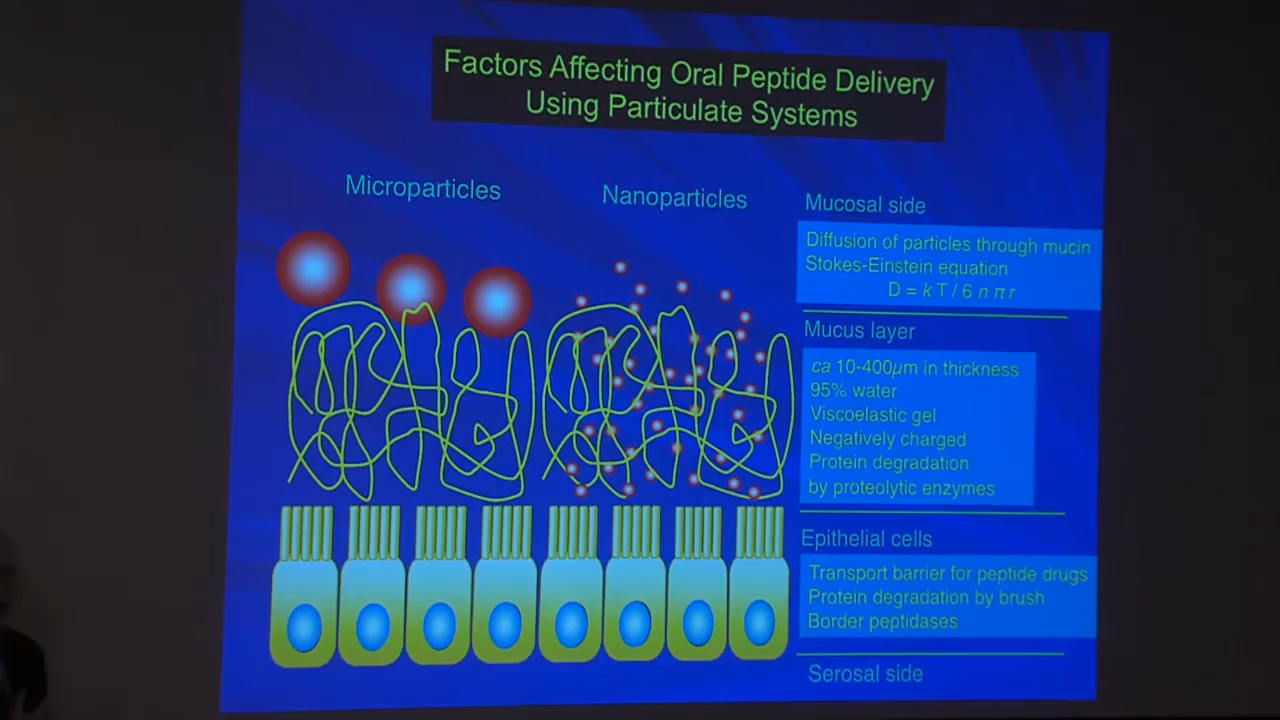 Factors Affecting Oral Peptide Delivery
Using Particulate Systems
Microparticles
Nanoparticles
Mucosal side
Diffusion of particles through mucin
Stokes-Einstein equation
D = k T / 6 n π r
Mucus layer
ca 10-400μm in thickness
95% water
Viscoelastic gel
Negatively charged
Protein degradation
by proteolytic enzymes
Epithelial cells
Transport barrier for peptide drugs
Protein degradation by brush
Border peptidases
Serosal side